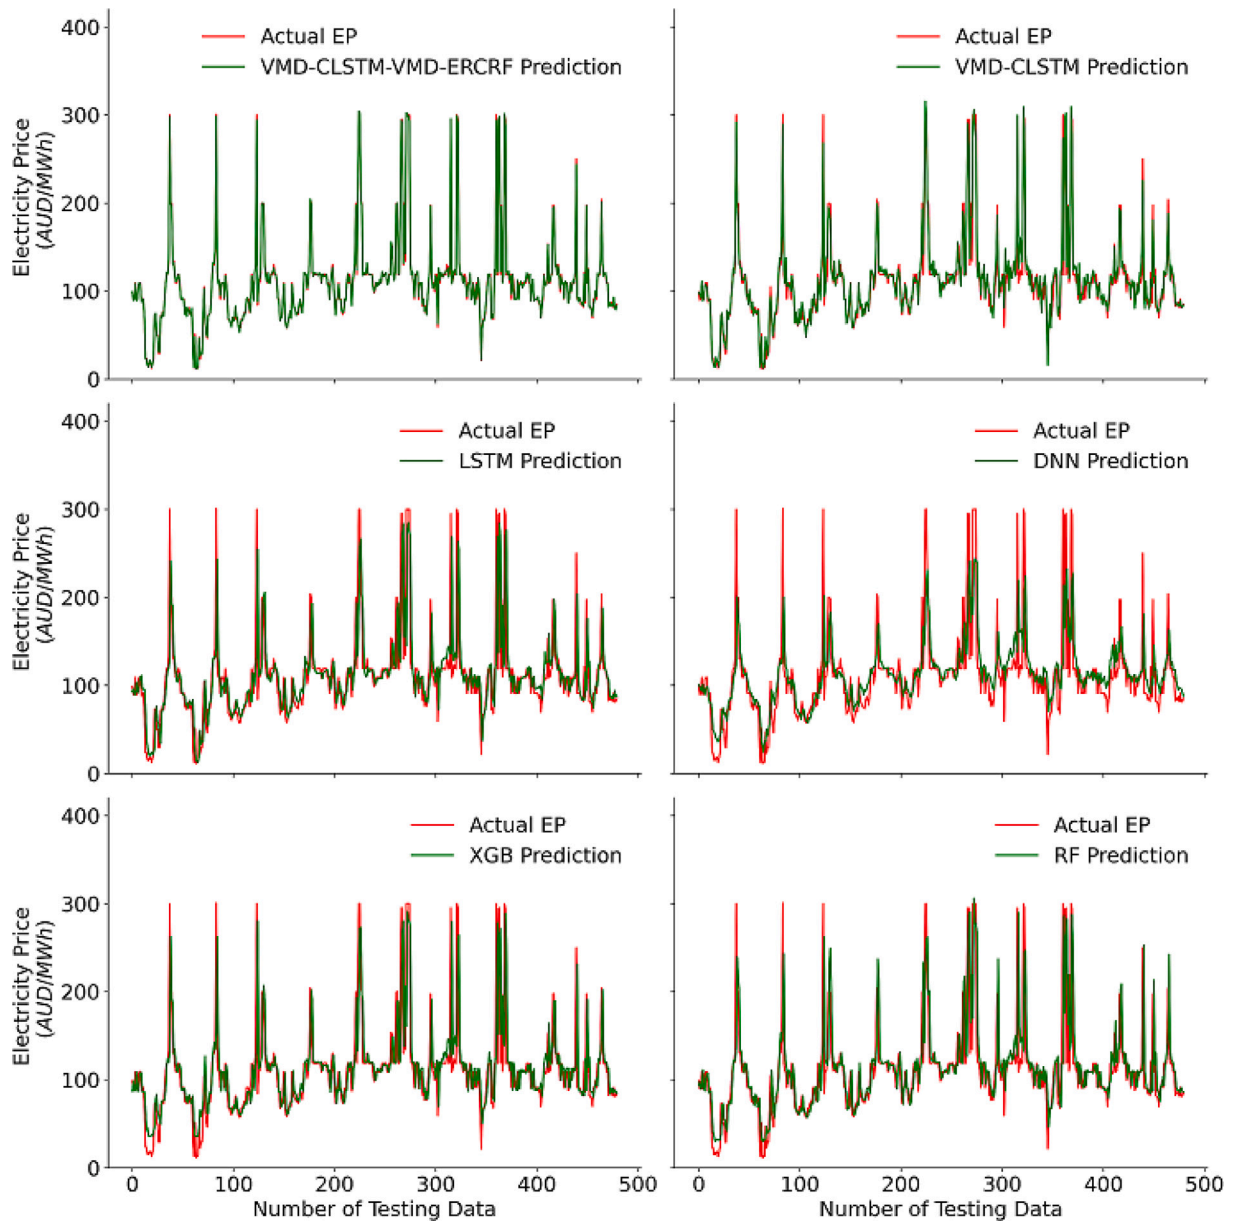 400
300
200
100
0
Electricity Price
(AUD/MWh)
Actual EP
VMD-CLSTM-VMD-ERCRF Prediction
Actual EP
VMD-CLSTM Prediction
400
300
200
100
0
Electricity Price
(AUD/MWh)
Actual EP
LSTM Prediction
Actual EP
DNN Prediction
400
300
200
100
0
Electricity Price
(AUD/MWh)
Actual EP
XGB Prediction
Actual EP
RF Prediction
0 100 200 300 400 500
Number of Testing Data
0 100 200 300 400 500
Number of Testing Data